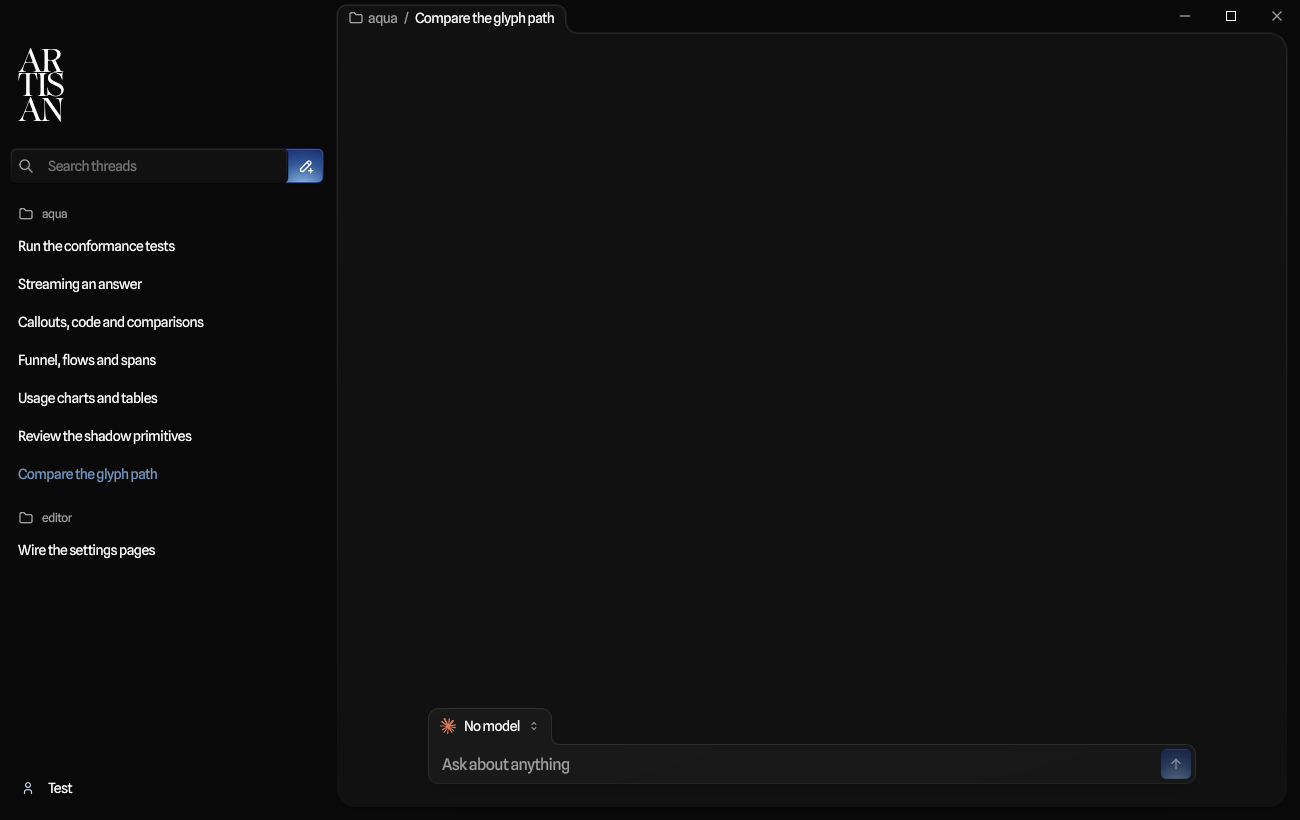 AR
TIS
AN
Search threads
aqua
Run the conformance tests
Streaming an answer
Callouts, code and comparisons
Funnel, flows and spans
Usage charts and tables
Review the shadow primitives
Compare the glyph path
editor
Wire the settings pages
Test
aqua / Compare the glyph path
No model
Ask about anything